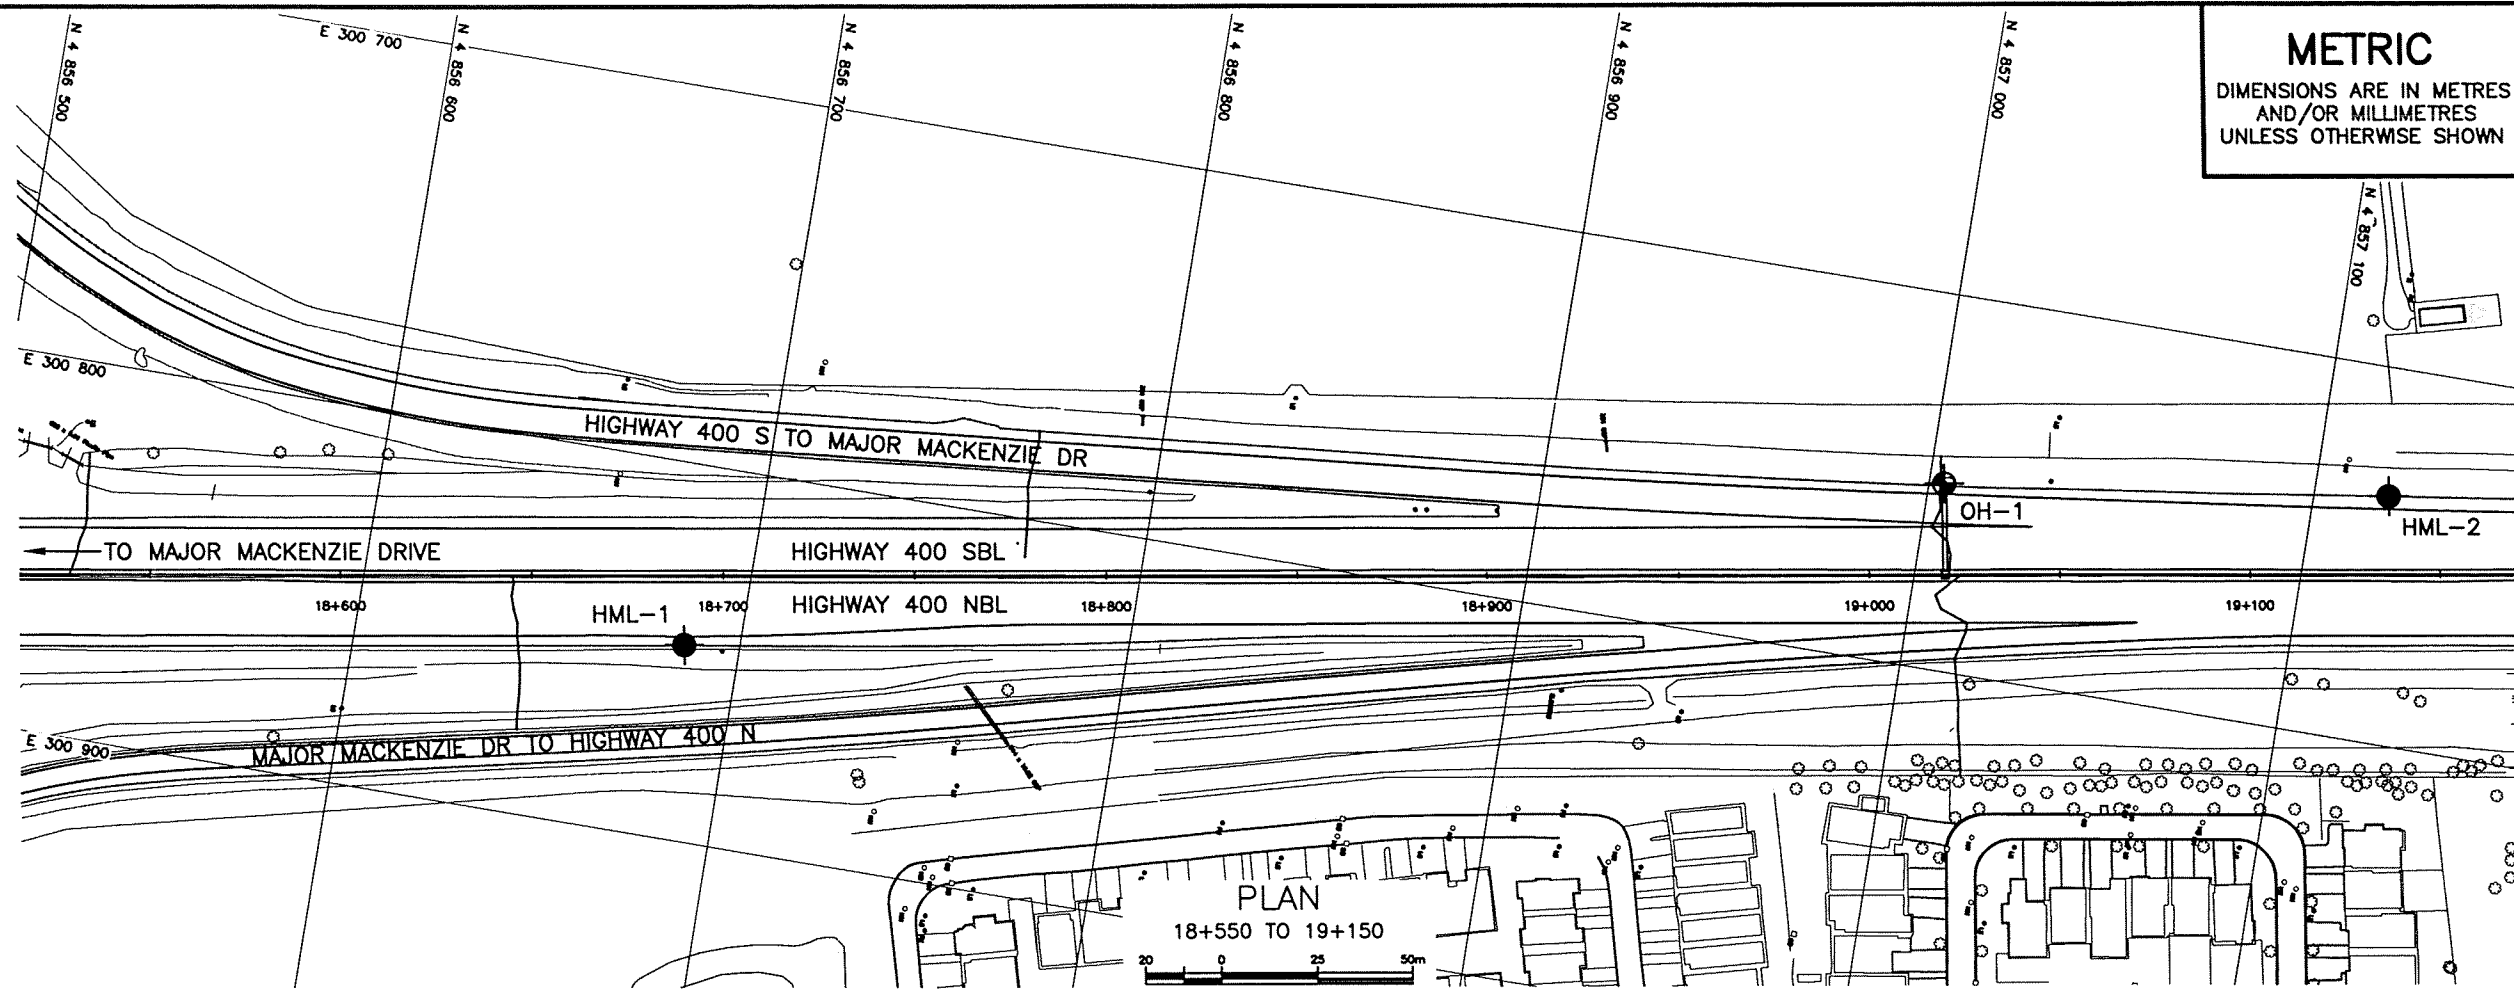 N 4 856 500
E 300 700
N 4 856 600
N 4 856 700
N 4 856 800
N 4 856 900
N 4 857 000
METRIC
DIMENSIONS ARE IN METRES
AND/OR MILLIMETRES
UNLESS OTHERWISE SHOWN
N 4 857 100
E 300 800
HIGHWAY 400 S TO MAJOR MACKENZIE DR
OH-1
HML-2
TO MAJOR MACKENZIE DRIVE
HIGHWAY 400 SBL
18+600
HML-1
18+700
HIGHWAY 400 NBL
18+800
18+900
19+000
19+100
E 300 900
MAJOR MACKENZIE DR TO HIGHWAY 400 N
PLAN
18+550 TO 19+150
20 0 25 50m